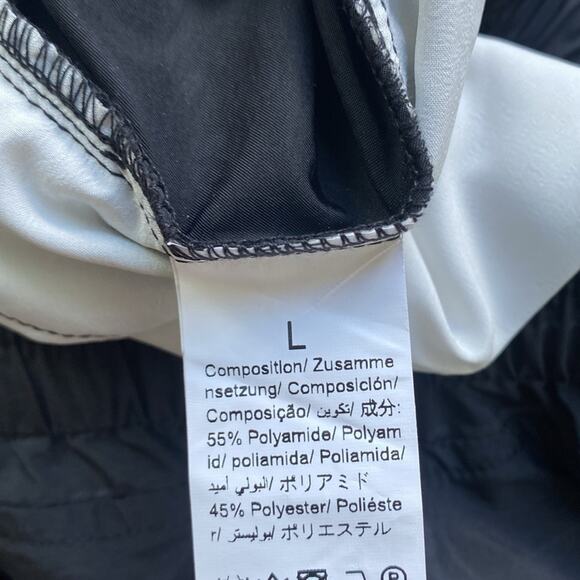 L
Composition/ Zusamme
nsetzung/ Composición/
Composição/ تكوين/ 成分:
55% Polyamide/ Polyam
id/ poliamida/ Poliamida/
البولي أميد/ ポリアミド
45% Polyester/ Poliéste
r/ بوليستر/ ポリエステル
P